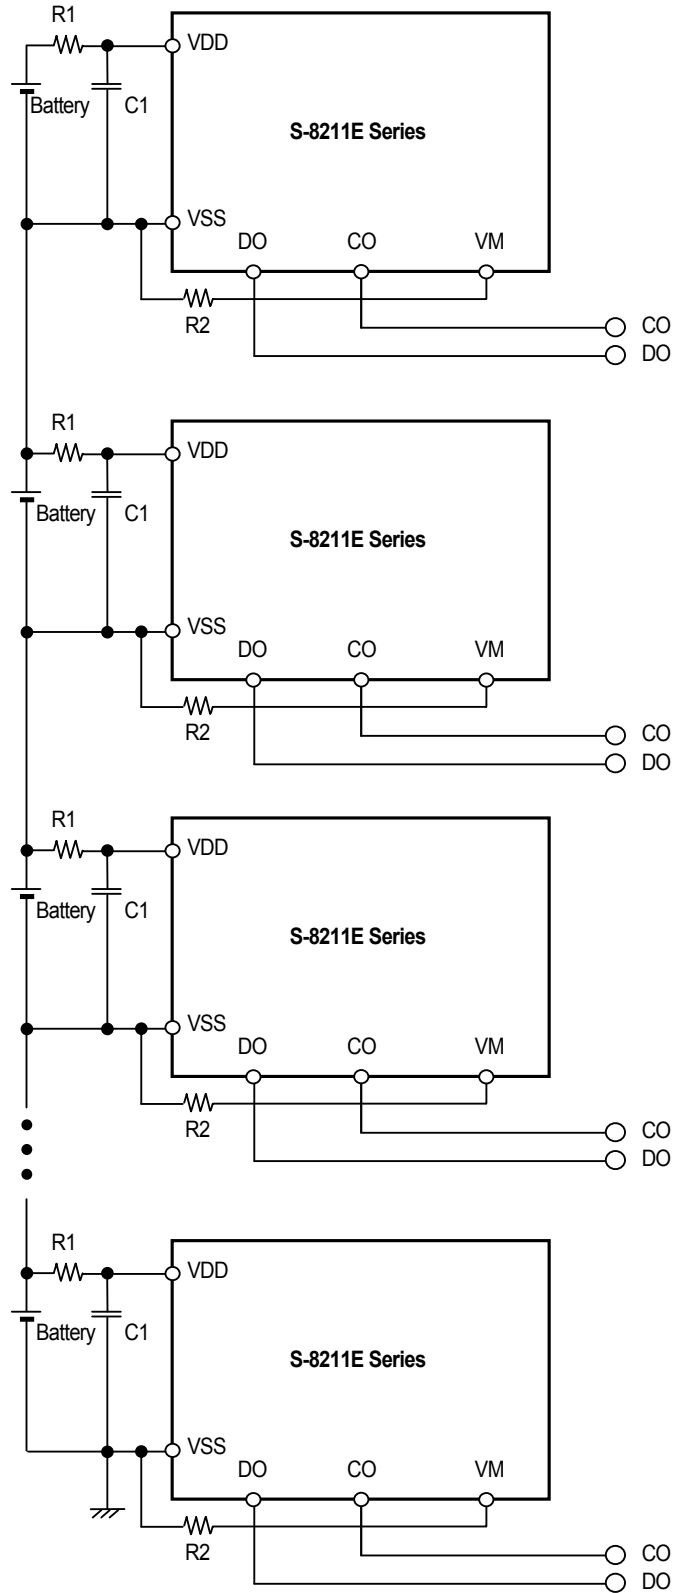 R1
VDD
Battery C1
S-8211E Series
VSS
DO CO VM
R2
CO
DO
R1
VDD
Battery C1
S-8211E Series
VSS
DO CO VM
R2
CO
DO
R1
VDD
Battery C1
S-8211E Series
VSS
DO CO VM
R2
CO
DO
R1
VDD
Battery C1
S-8211E Series
VSS
DO CO VM
R2
CO
DO